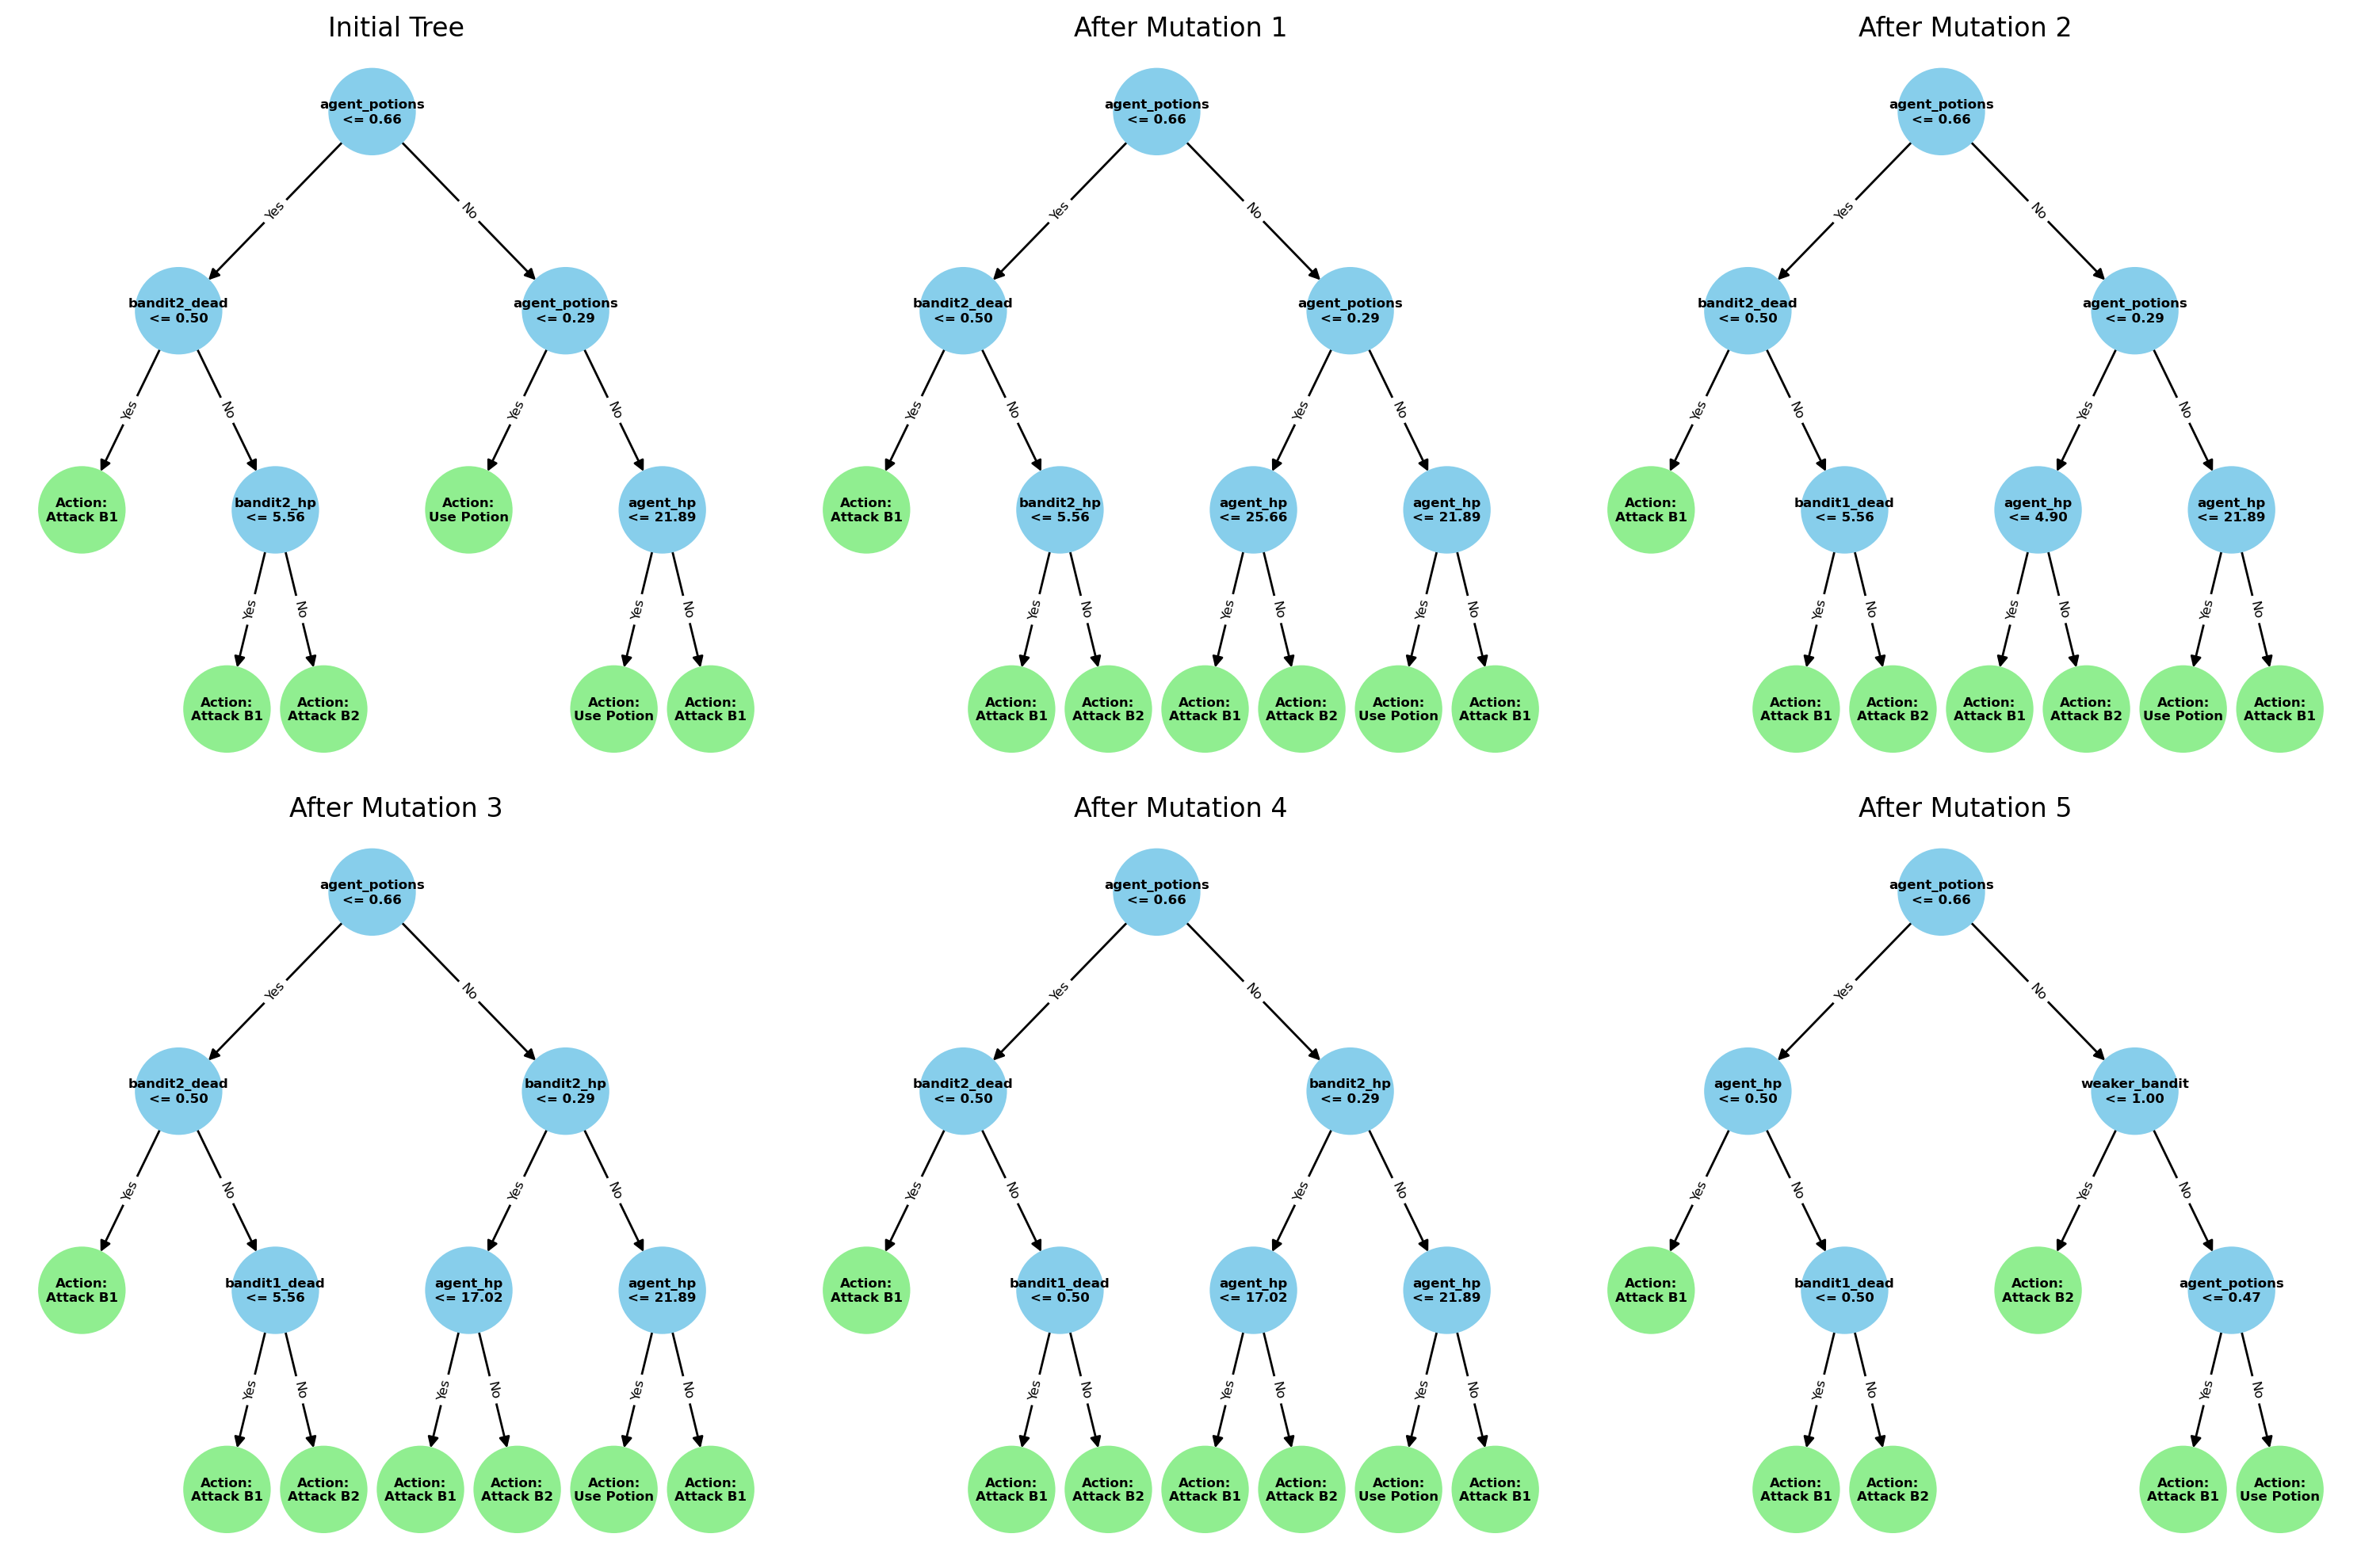 Initial Tree
agent_potions
<= 0.66
Yes
No
bandit2_dead
<= 0.50
agent_potions
<= 0.29
Yes
No
Yes
No
Action:
Attack B1
bandit2_hp
<= 5.56
Action:
Use Potion
agent_hp
<= 21.89
Yes
No
Yes
No
Action:
Attack B1
Action:
Attack B2
Action:
Use Potion
Action:
Attack B1
After Mutation 1
agent_potions
<= 0.66
Yes
No
bandit2_dead
<= 0.50
agent_potions
<= 0.29
Yes
No
Yes
No
Action:
Attack B1
bandit2_hp
<= 5.56
agent_hp
<= 25.66
agent_hp
<= 21.89
Yes
No
Yes
No
Yes
No
Action:
Attack B1
Action:
Attack B2
Action:
Attack B1
Action:
Attack B2
Action:
Use Potion
Action:
Attack B1
After Mutation 2
agent_potions
<= 0.66
Yes
No
bandit2_dead
<= 0.50
agent_potions
<= 0.29
Yes
No
Yes
No
Action:
Attack B1
bandit1_dead
<= 5.56
agent_hp
<= 4.90
agent_hp
<= 21.89
Yes
No
Yes
No
Yes
No
Action:
Attack B1
Action:
Attack B2
Action:
Attack B1
Action:
Attack B2
Action:
Use Potion
Action:
Attack B1
After Mutation 3
agent_potions
<= 0.66
Yes
No
bandit2_dead
<= 0.50
bandit2_hp
<= 0.29
Yes
No
Yes
No
Action:
Attack B1
bandit1_dead
<= 5.56
agent_hp
<= 17.02
agent_hp
<= 21.89
Yes
No
Yes
No
Yes
No
Action:
Attack B1
Action:
Attack B2
Action:
Attack B1
Action:
Attack B2
Action:
Use Potion
Action:
Attack B1
After Mutation 4
agent_potions
<= 0.66
Yes
No
bandit2_dead
<= 0.50
bandit2_hp
<= 0.29
Yes
No
Yes
No
Action:
Attack B1
bandit1_dead
<= 0.50
agent_hp
<= 17.02
agent_hp
<= 21.89
Yes
No
Yes
No
Yes
No
Action:
Attack B1
Action:
Attack B2
Action:
Attack B1
Action:
Attack B2
Action:
Use Potion
Action:
Attack B1
After Mutation 5
agent_potions
<= 0.66
Yes
No
agent_hp
<= 0.50
weaker_bandit
<= 1.00
Yes
No
Yes
No
Action:
Attack B1
bandit1_dead
<= 0.50
Action:
Attack B2
agent_potions
<= 0.47
Yes
No
Yes
No
Action:
Attack B1
Action:
Attack B2
Action:
Attack B1
Action:
Use Potion